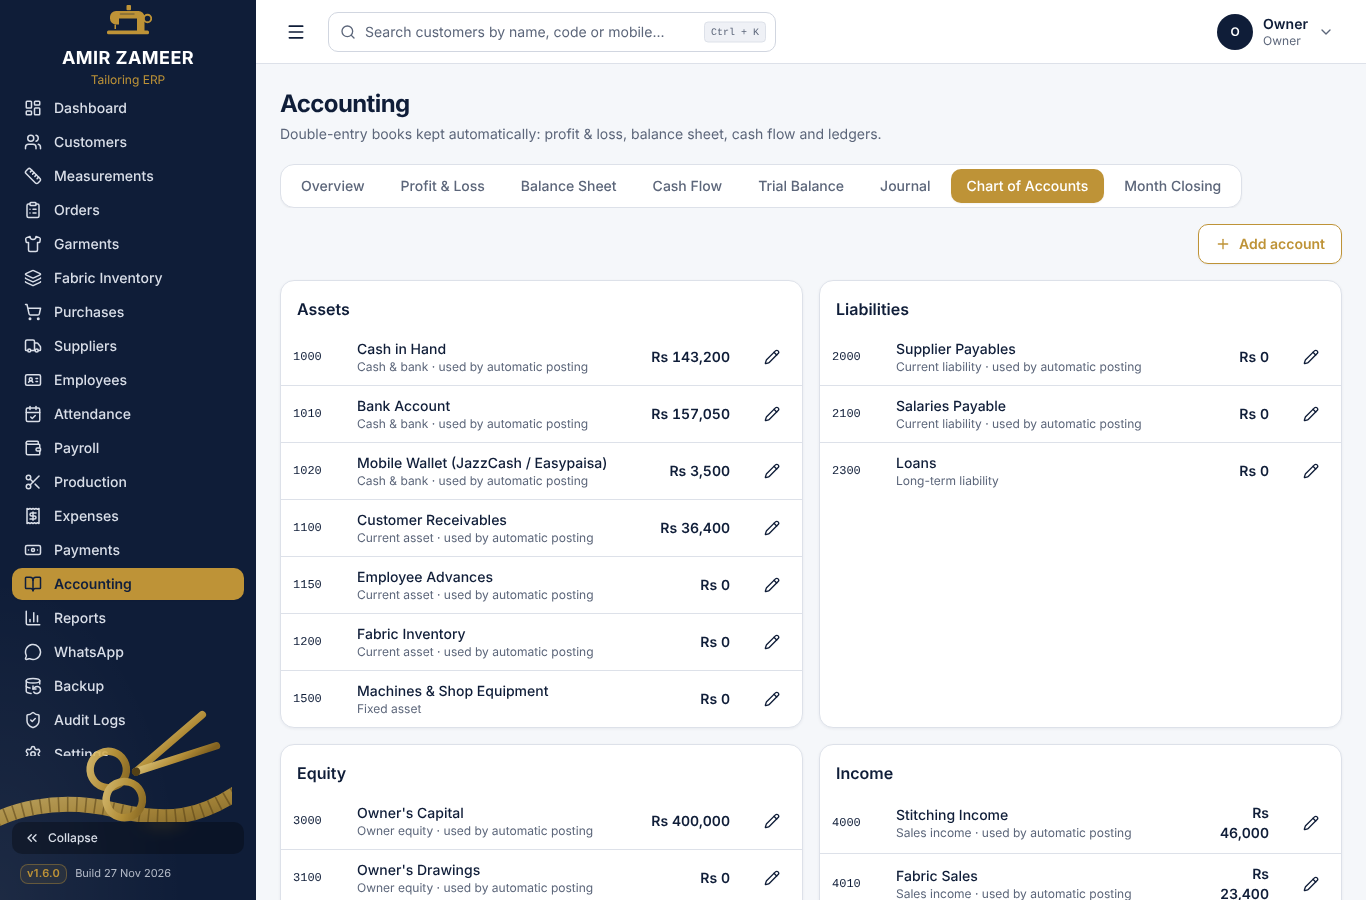 AMIR ZAMEER
Tailoring ERP
Dashboard
Customers
Measurements
Orders
Garments
Fabric Inventory
Purchases
Suppliers
Employees
Attendance
Payroll
Production
Expenses
Payments
Accounting
Reports
WhatsApp
Backup
Audit Logs
Settings
Collapse
v1.6.0 Build 27 Nov 2026
Search customers by name, code or mobile... Ctrl + K
O Owner
Owner
Accounting
Double-entry books kept automatically: profit & loss, balance sheet, cash flow and ledgers.
Overview Profit & Loss Balance Sheet Cash Flow Trial Balance Journal Chart of Accounts Month Closing
Add account
Assets
1000 Cash in Hand Rs 143,200
Cash & bank · used by automatic posting
1010 Bank Account Rs 157,050
Cash & bank · used by automatic posting
1020 Mobile Wallet (JazzCash / Easypaisa) Rs 3,500
Cash & bank · used by automatic posting
1100 Customer Receivables Rs 36,400
Current asset · used by automatic posting
1150 Employee Advances Rs 0
Current asset · used by automatic posting
1200 Fabric Inventory Rs 0
Current asset · used by automatic posting
1500 Machines & Shop Equipment Rs 0
Fixed asset
Liabilities
2000 Supplier Payables Rs 0
Current liability · used by automatic posting
2100 Salaries Payable Rs 0
Current liability · used by automatic posting
2300 Loans Rs 0
Long-term liability
Equity
3000 Owner's Capital Rs 400,000
Owner equity · used by automatic posting
3100 Owner's Drawings Rs 0
Owner equity · used by automatic posting
Income
4000 Stitching Income Rs 46,000
Sales income · used by automatic posting
4010 Fabric Sales Rs 23,400
Sales income · used by automatic posting